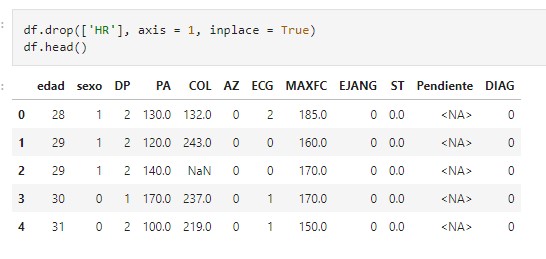 df.drop(['HR'], axis = 1, inplace = True)
df.head()
edad sexo DP PA COL AZ ECG MAXFC EJANG ST Pendiente DIAG
0 28 1 2 130.0 132.0 0 2 185.0 0 0.0 <NA> 0
1 29 1 2 120.0 243.0 0 0 160.0 0 0.0 <NA> 0
2 29 1 2 140.0 NaN 0 0 170.0 0 0.0 <NA> 0
3 30 0 1 170.0 237.0 0 1 170.0 0 0.0 <NA> 0
4 31 0 2 100.0 219.0 0 1 150.0 0 0.0 <NA> 0